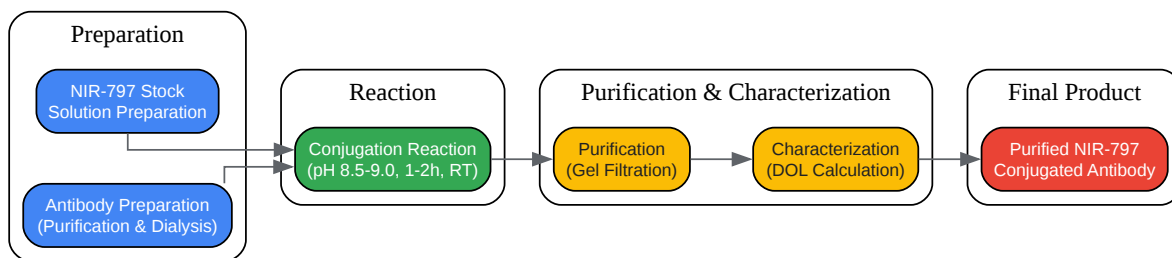 Preparation
NIR-797 Stock
Solution Preparation
Antibody Preparation
(Purification & Dialysis)
Reaction
Conjugation Reaction
(pH 8.5-9.0, 1-2h, RT)
Purification & Characterization
Purification
(Gel Filtration)
Characterization
(DOL Calculation)
Final Product
Purified NIR-797
Conjugated Antibody